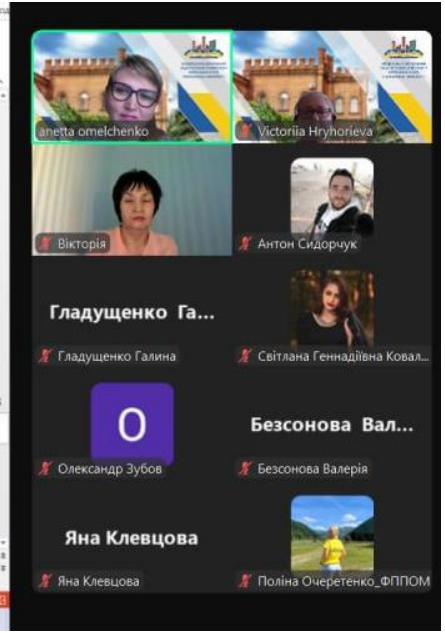 anetta omelchenko
Victoriia Hryhorieva
Вікторія
Антон Сидорчук
Гладущенко Га...
Гладущенко Галина
Світлана Геннадіївна Ковал...
О
Олександр Зубов
Безсонова Вал...
Безсонова Валерія
Яна Клевцова
Яна Клевцова
Поліна Очеретенко_ФППОМ